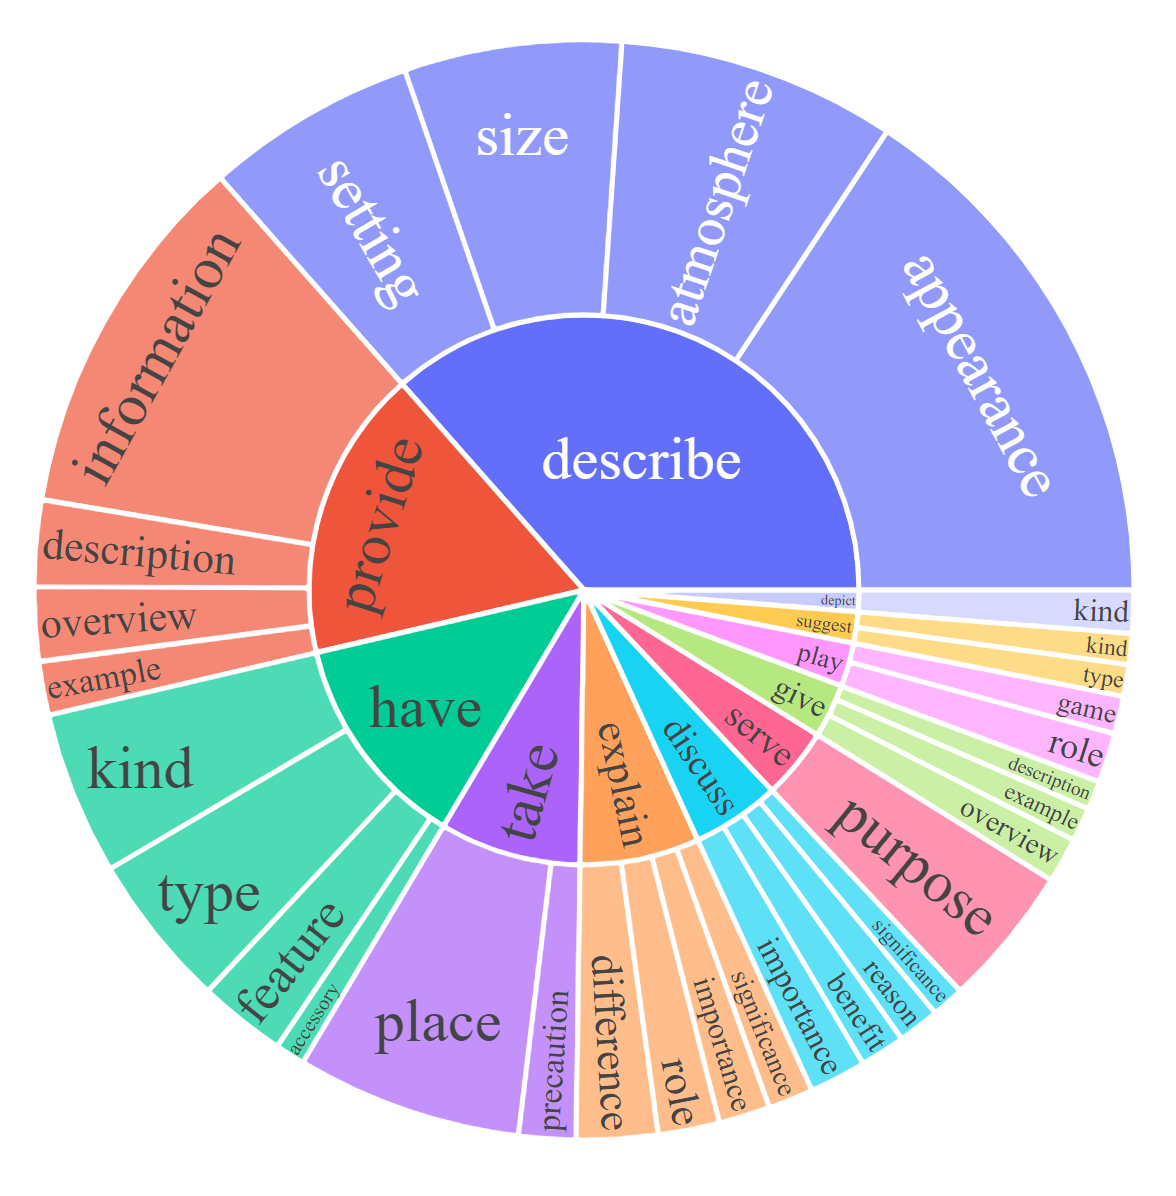 describe
appearance
atmosphere
size
setting
provide
information
description
overview
example
have
kind
type
feature
accessory
take
place
precaution
explain
difference
role
importance
significance
discuss
importance
benefit
reason
significance
serve
purpose
give
overview
example
description
play
role
game
suggest
type
kind
depict
kind